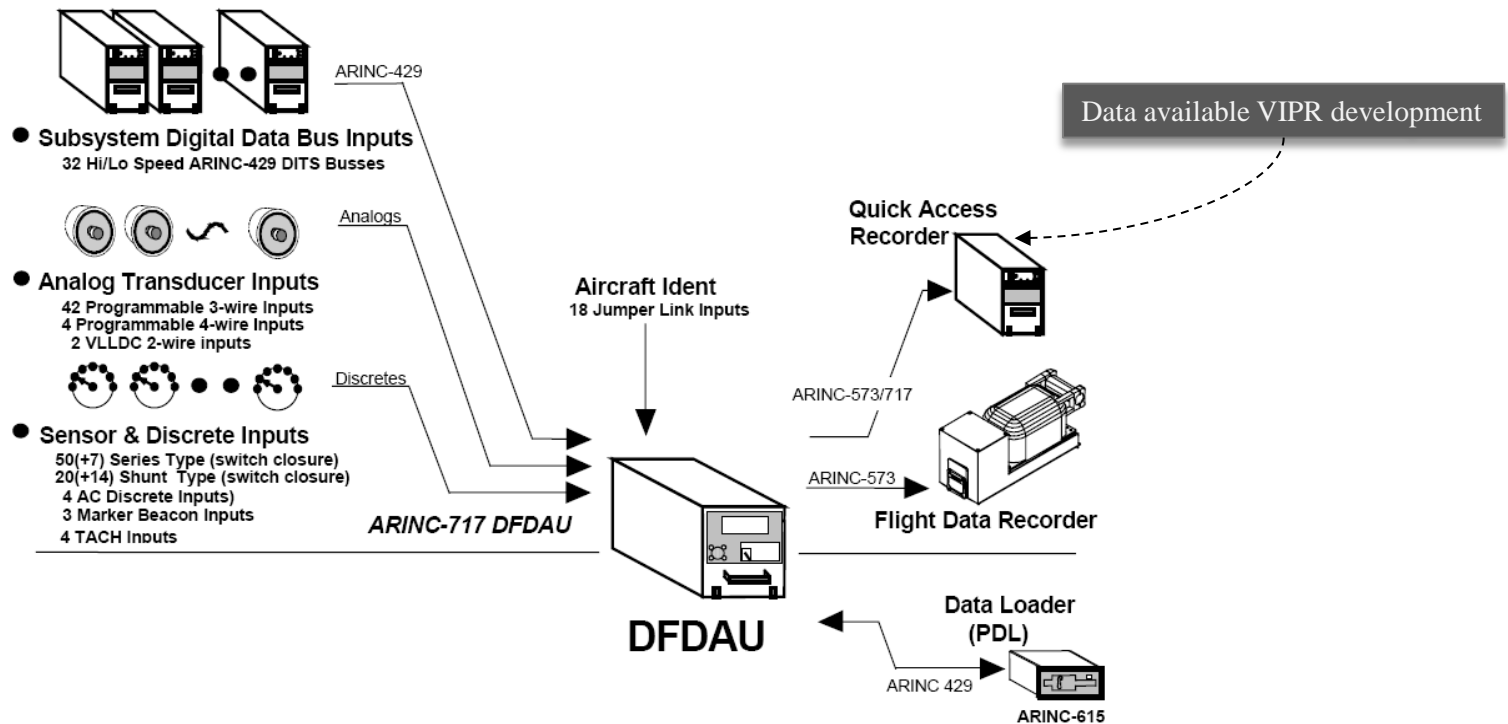 ARINC-429
Data available VIPR development
Subsystem Digital Data Bus Inputs
32 Hi/Lo Speed ARINC-429 DITS Busses
Analogs
Quick Access
Recorder
Analog Transducer Inputs
42 Programmable 3-wire Inputs
4 Programmable 4-wire Inputs
2 VLLDC 2-wire inputs
Aircraft Ident
18 Jumper Link Inputs
Discretes
ARINC-573/717
Sensor & Discrete Inputs
50(+7) Series Type (switch closure)
20(+14) Shunt Type (switch closure)
4 AC Discrete Inputs)
3 Marker Beacon Inputs
4 TACH Inputs
ARINC-573
Flight Data Recorder
ARINC-717 DFDAU
DFDAU
Data Loader
(PDL)
ARINC 429
ARINC-615